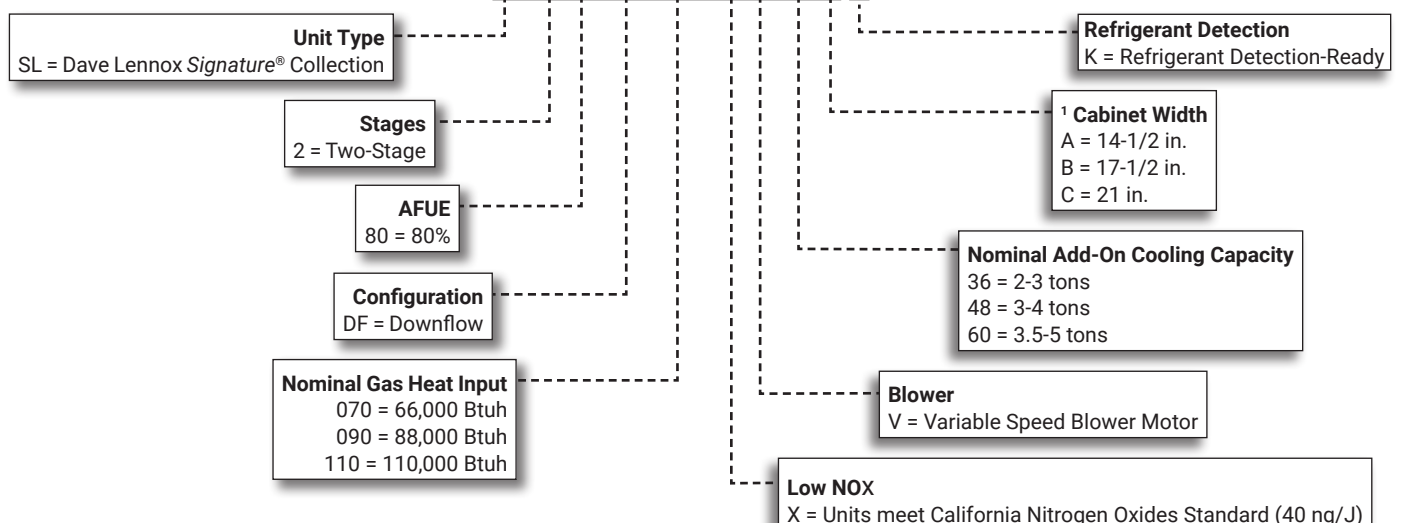 Unit Type
SL = Dave Lennox Signature® Collection
Stages
2 = Two-Stage
AFUE
80 = 80%
Configuration
DF = Downflow
Nominal Gas Heat Input
070 = 66,000 Btuh
090 = 88,000 Btuh
110 = 110,000 Btuh
Refrigerant Detection
K = Refrigerant Detection-Ready
¹ Cabinet Width
A = 14-1/2 in.
B = 17-1/2 in.
C = 21 in.
Nominal Add-On Cooling Capacity
36 = 2-3 tons
48 = 3-4 tons
60 = 3.5-5 tons
Blower
V = Variable Speed Blower Motor
Low NOX
X = Units meet California Nitrogen Oxides Standard (40 ng/J)